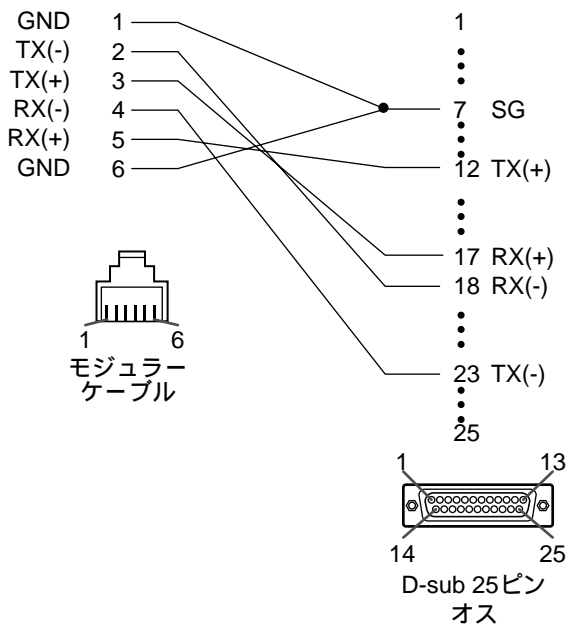 GND 1
TX(-) 2
TX(+) 3
RX(-) 4
RX(+) 5
GND 6
1
7 SG
12 TX(+)
17 RX(+)
18 RX(-)
23 TX(-)
25
1 6
モジュラー
ケーブル
1 13
14 25
D-sub 25ピン
オス